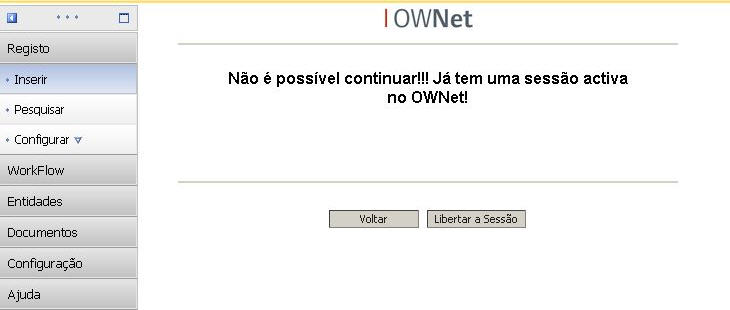 OWNet
Registo
Inserir
Pesquisar
Configurar
WorkFlow
Entidades
Documentos
Configuração
Ajuda
Não é possível continuar!!! Já tem uma sessão activa
no OWNet!
Voltar
Libertar a Sessão